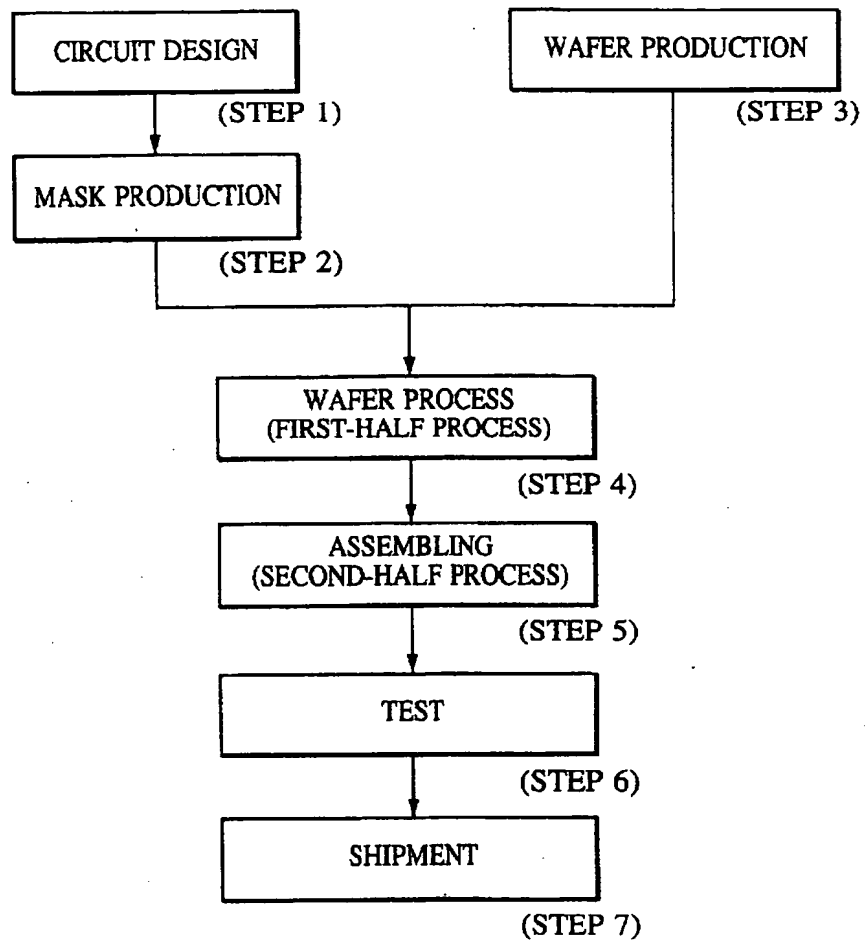 CIRCUIT DESIGN
(STEP 1)
WAFER PRODUCTION
(STEP 3)
MASK PRODUCTION
(STEP 2)
WAFER PROCESS
(FIRST-HALF PROCESS)
(STEP 4)
ASSEMBLING
(SECOND-HALF PROCESS)
(STEP 5)
TEST
(STEP 6)
SHIPMENT
(STEP 7)